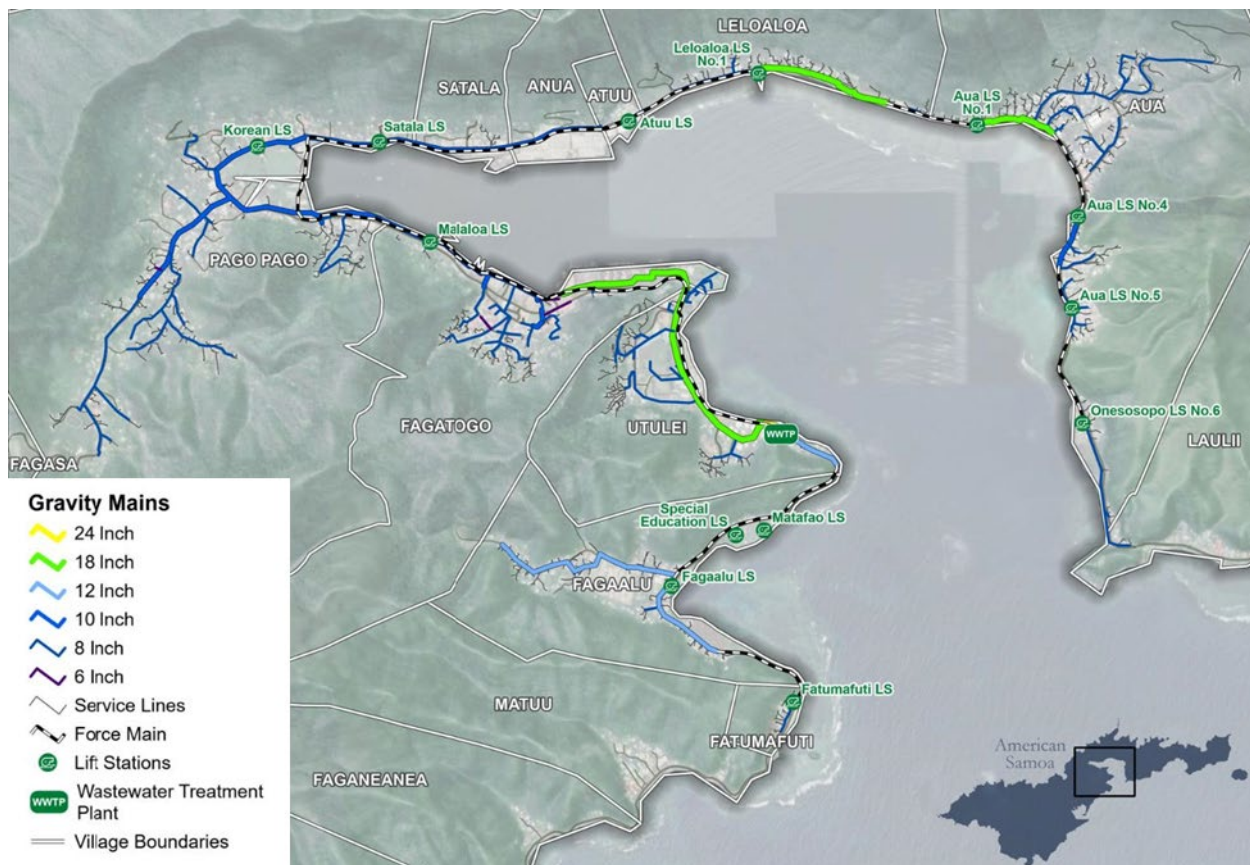 LELOALOA
Leloaloa LS
No.1
SATALA
ANUA
ATUU
Aua LS
No.1
AUA
Korean LS
Satala LS
Atuu LS
Aua LS No.4
Malaloa LS
PAGO PAGO
Aua LS No.5
FAGATOGO
UTULEI
WWTP
Onesosopo LS No.6
LAULII
FAGASA
Special
Education LS
Matafao LS
FAGAALU
Fagaalu LS
MATUU
Fatumafuti LS
FATUMAFUTI
FAGANEANEA
Gravity Mains
24 Inch
18 Inch
12 Inch
10 Inch
8 Inch
6 Inch
Service Lines
Force Main
Lift Stations
WWTP
Wastewater Treatment
Plant
Village Boundaries
American
Samoa